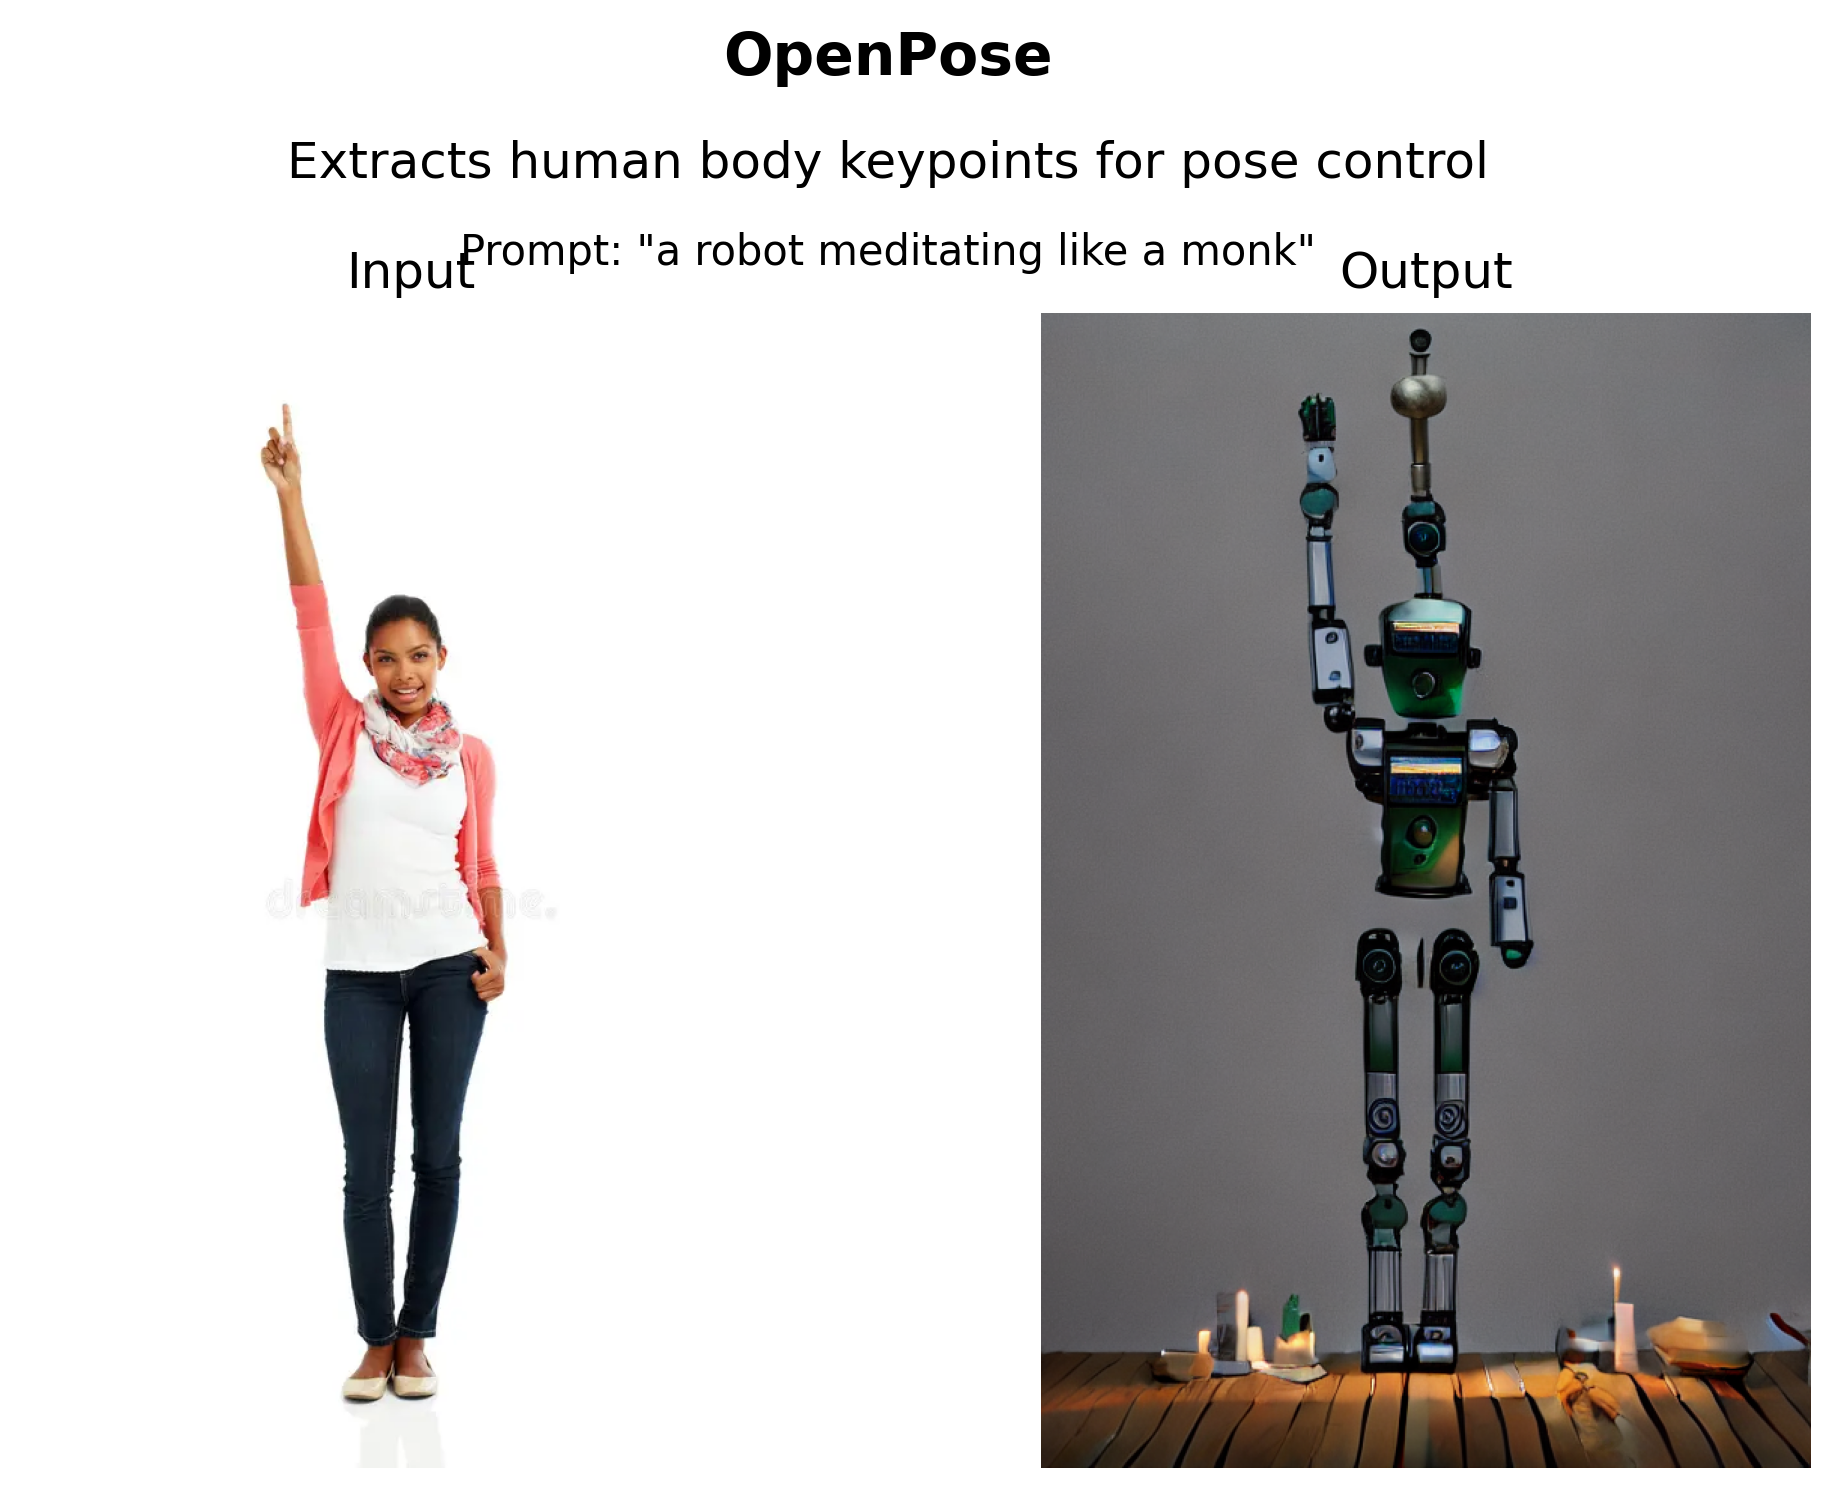 OpenPose
Extracts human body keypoints for pose control
Prompt: "a robot meditating like a monk"
Input
Output
dreamstime.